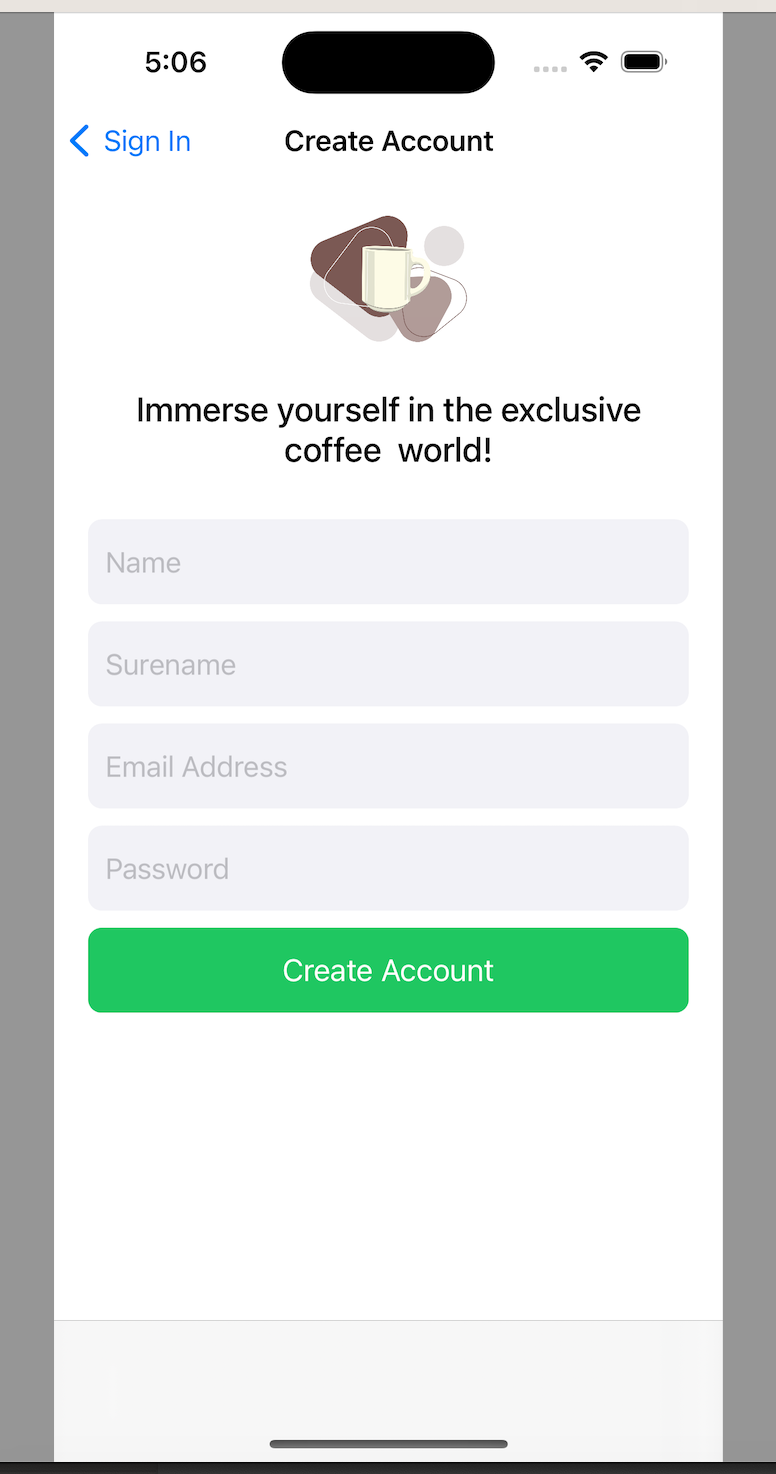 5:06
Sign In
Create Account
Immerse yourself in the exclusive
coffee  world!
Name
Surename
Email Address
Password
Create Account